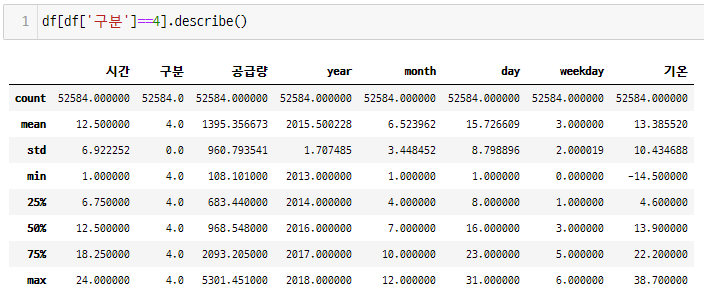 1 df[df['구분']==4].describe()
시간 구분 공급량 year month day weekday 기온
count 52584.000000 52584.0 52584.000000 52584.000000 52584.000000 52584.000000 52584.000000 52584.000000
mean 12.500000 4.0 1395.356673 2015.500228 6.523962 15.726609 3.000000 13.385520
std 6.922252 0.0 960.793541 1.707485 3.448452 8.798896 2.000019 10.434688
min 1.000000 4.0 108.101000 2013.000000 1.000000 1.000000 0.000000 -14.500000
25% 6.750000 4.0 683.440000 2014.000000 4.000000 8.000000 1.000000 4.600000
50% 12.500000 4.0 968.548000 2016.000000 7.000000 16.000000 3.000000 13.900000
75% 18.250000 4.0 2093.205000 2017.000000 10.000000 23.000000 5.000000 22.200000
max 24.000000 4.0 5301.451000 2018.000000 12.000000 31.000000 6.000000 38.700000